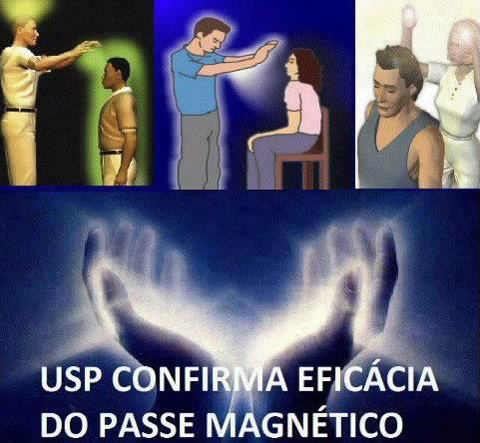 USP CONFIRMA EFICÁCIA
DO PASSE MAGNÉTICO